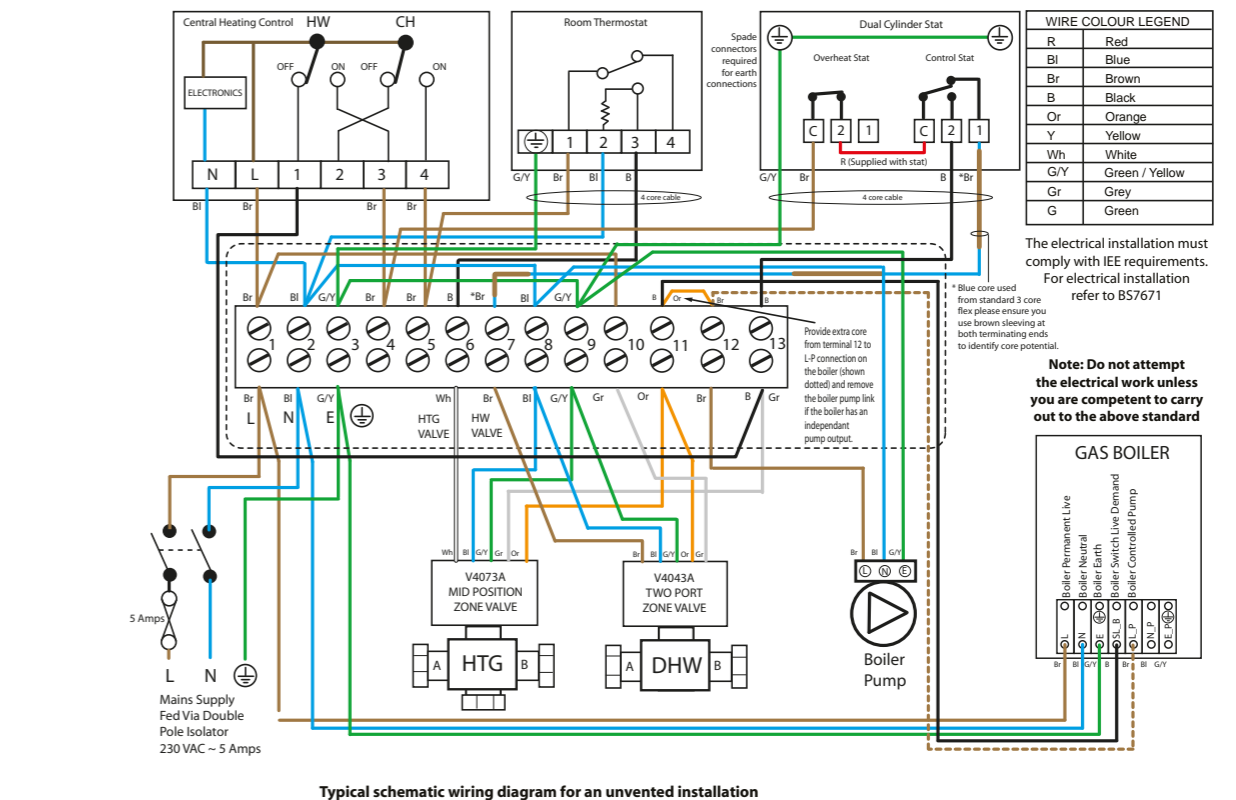 Central Heating Control
HW
CH
OFF
ON
OFF
ON
ELECTRONICS
N
L
1
2
3
4
Bl
Br
Br
Br
Room Thermostat
1
2
3
4
G/Y
Br
Bl
B
4 core cable
Spade
connectors
required
for earth
connections
Dual Cylinder Stat
Overheat Stat
Control Stat
C
2
1
C
2
1
R (Supplied with stat)
G/Y
Br
B
*Br
4 core cable
WIRE COLOUR LEGEND
R Red
Bl Blue
Br Brown
B Black
Or Orange
Y Yellow
Wh White
G/Y Green / Yellow
Gr Grey
G Green
The electrical installation must
comply with IEE requirements.
For electrical installation
refer to BS7671
* Blue core used
from standard 3 core
flex please ensure you
use brown sleeving at
both terminating ends
to identify core potential.
Note: Do not attempt
the electrical work unless
you are competent to carry
out to the above standard
Br
Bl
G/Y
Br
Br
B
*Br
Bl
G/Y
B
Or
*Br
B
1
2
3
4
5
6
7
8
9
10
11
12
13
Provide extra core
from terminal 12 to
L-P connection on
the boiler (shown
dotted) and remove
the boiler pump link
if the boiler has an
independant
pump output.
Br
Bl
G/Y
Wh
Br
Bl
G/Y
Gr
Or
Br
B
Gr
L
N
E
HTG
VALVE
HW
VALVE
5 Amps
L
N
Mains Supply
Fed Via Double
Pole Isolator
230 VAC ~ 5 Amps
Wh
Bl
G/Y
Gr
Or
V4073A
MID POSITION
ZONE VALVE
A
HTG
B
Br
Bl
G/Y
Or
Gr
V4043A
TWO PORT
ZONE VALVE
A
DHW
B
Br
Bl
G/Y
L
N
E
Boiler
Pump
GAS BOILER
Boiler Permanent Live
Boiler Neutral
Boiler Earth
Boiler Switch Live Demand
Boiler Controlled Pump
L
N
E
SL_B
L_P
N_P
E_P
Br
Bl
G/Y
B
Br
Bl
G/Y
Typical schematic wiring diagram for an unvented installation